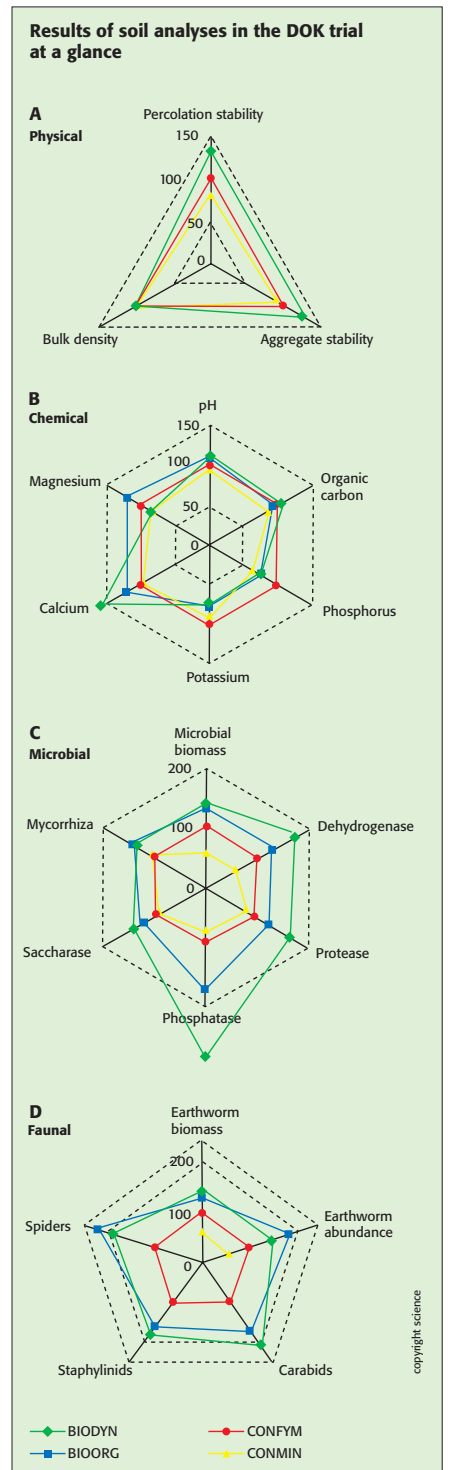 Results of soil analyses in the DOK trial
at a glance
A
Physical
Percolation stability
150
100
50
0
Bulk density
Aggregate stability
B
Chemical
pH
150
100
50
0
Magnesium
Organic
carbon
Calcium
Phosphorus
Potassium
C
Microbial
Microbial
biomass
200
100
0
Mycorrhiza
Dehydrogenase
Saccharase
Protease
Phosphatase
D
Faunal
Earthworm
biomass
200
100
0
Spiders
Earthworm
abundance
Staphylinids
Carabids
copyright science
BIODYN
CONFYM
BIOORG
CONMIN